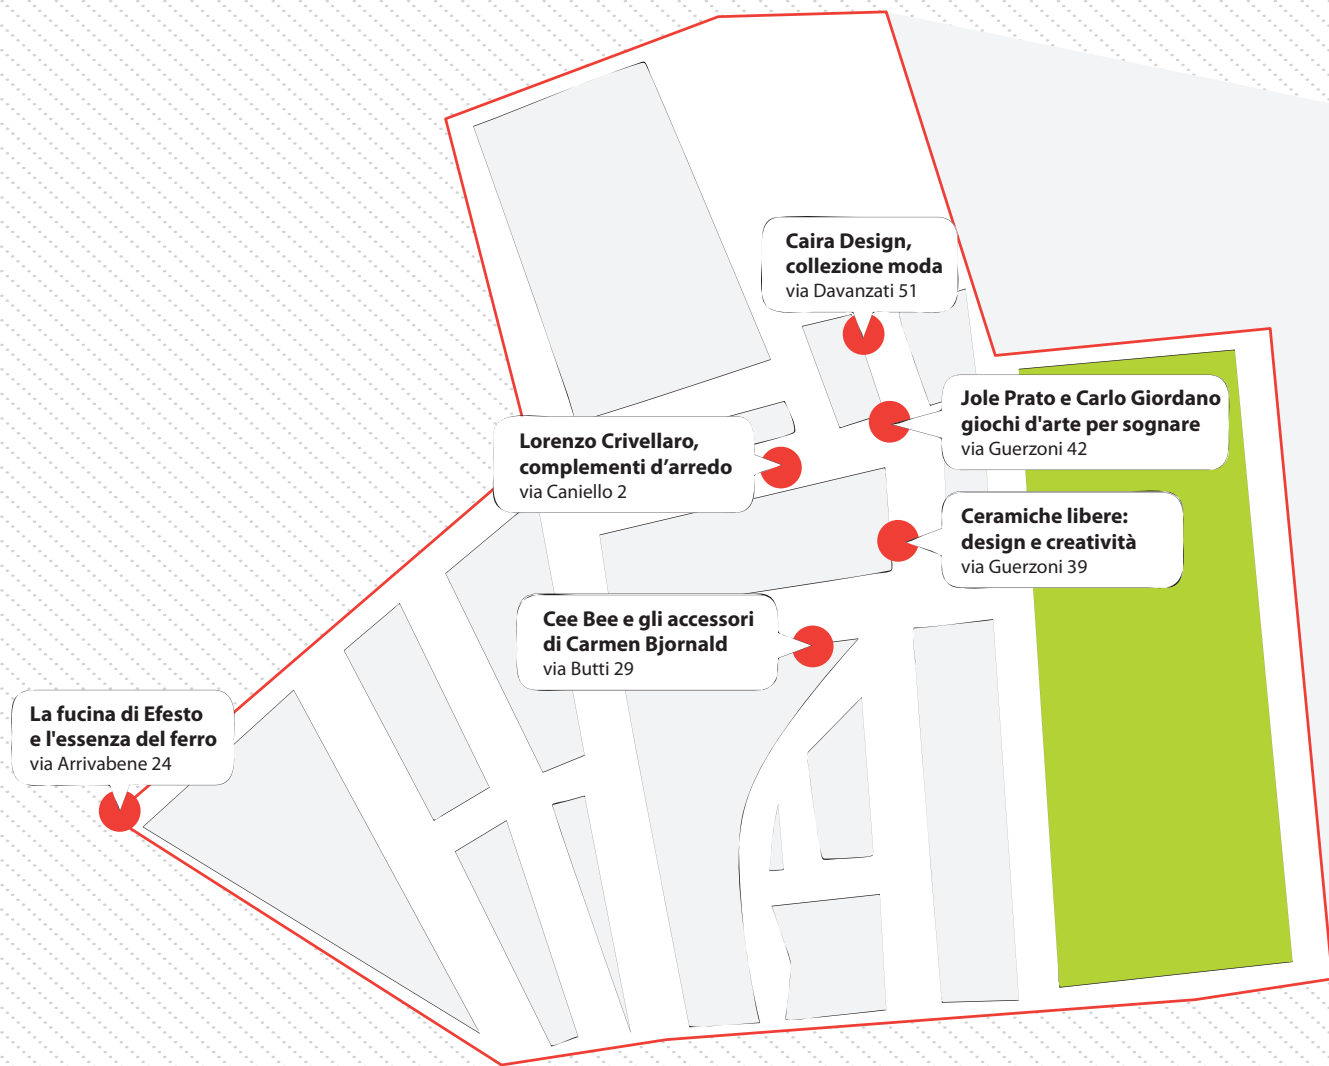 Caira Design,
collezione moda
via Davanzati 51
Jole Prato e Carlo Giordano
giochi d'arte per sognare
via Guerzoni 42
Lorenzo Crivellaro,
complementi d’arredo
via Caniello 2
Ceramiche libere:
design e creatività
via Guerzoni 39
Cee Bee e gli accessori
di Carmen Bjornald
via Butti 29
La fucina di Efesto
e l'essenza del ferro
via Arrivabene 24